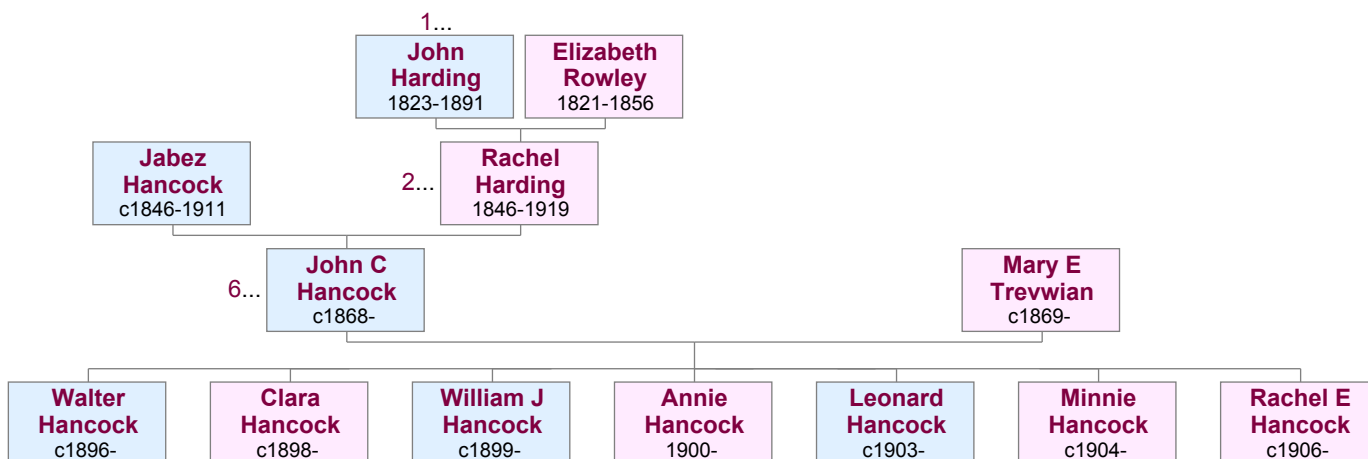 1...
John
Harding
1823-1891
Elizabeth
Rowley
1821-1856
Jabez
Hancock
c1846-1911
2...
Rachel
Harding
1846-1919
6...
John C
Hancock
c1868-
Mary E
Trevwian
c1869-
Walter
Hancock
c1896-
Clara
Hancock
c1898-
William J
Hancock
c1899-
Annie
Hancock
1900-
Leonard
Hancock
c1903-
Minnie
Hancock
c1904-
Rachel E
Hancock
c1906-